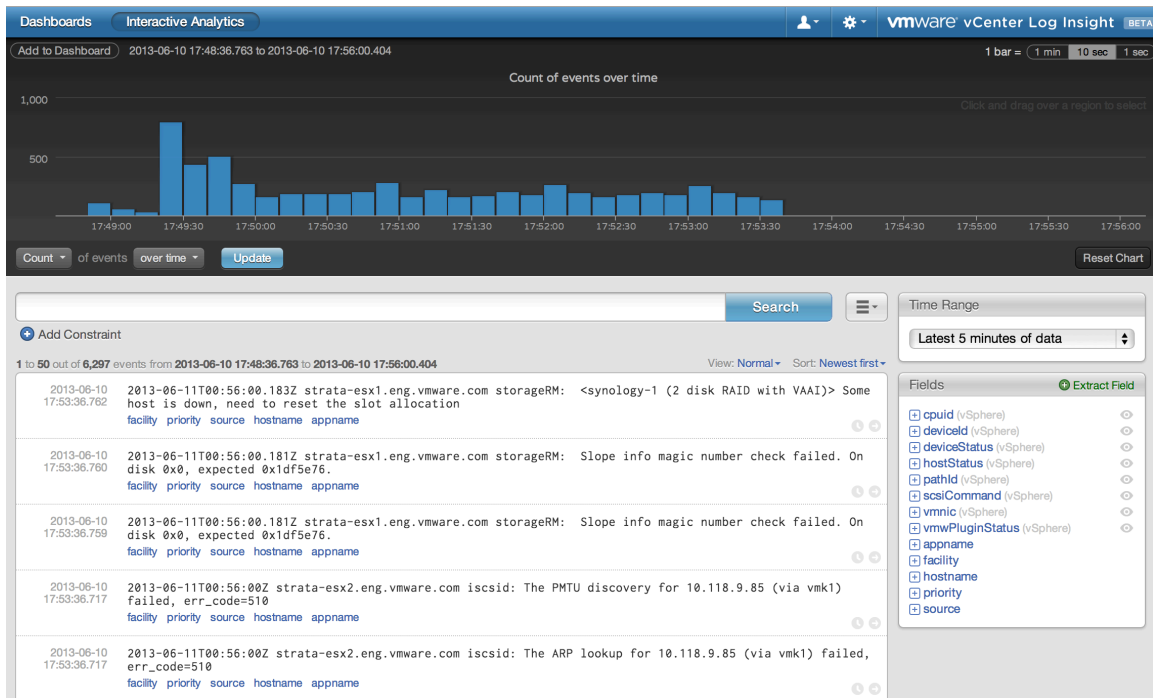 Dashboards Interactive Analytics vmware vCenter Log Insight BETA
Add to Dashboard 2013-06-10 17:48:36.763 to 2013-06-10 17:56:00.404 1 bar = 1 min 10 sec 1 sec
Count of events over time
1,000
Click and drag over a region to select
500
17:49:00 17:49:30 17:50:00 17:50:30 17:51:00 17:51:30 17:52:00 17:52:30 17:53:00 17:53:30 17:54:00 17:54:30 17:55:00 17:55:30 17:56:00
Count of events over time Update Reset Chart
Search
Add Constraint
1 to 50 out of 6,297 events from 2013-06-10 17:48:36.763 to 2013-06-10 17:56:00.404 View: Normal Sort: Newest first
2013-06-10
17:53:36.762
2013-06-11T00:56:00.183Z strata-esx1.eng.vmware.com storageRM: <synology-1 (2 disk RAID with VAAI)> Some
host is down, need to reset the slot allocation
facility priority source hostname appname
2013-06-10
17:53:36.760
2013-06-11T00:56:00.181Z strata-esx1.eng.vmware.com storageRM: Slope info magic number check failed. On
disk 0x0, expected 0x1df5e76.
facility priority source hostname appname
2013-06-10
17:53:36.759
2013-06-11T00:56:00.181Z strata-esx1.eng.vmware.com storageRM: Slope info magic number check failed. On
disk 0x0, expected 0x1df5e76.
facility priority source hostname appname
2013-06-10
17:53:36.717
2013-06-11T00:56:00Z strata-esx2.eng.vmware.com iscsid: The PMTU discovery for 10.118.9.85 (via vmk1)
failed, err_code=510
facility priority source hostname appname
2013-06-10
17:53:36.717
2013-06-11T00:56:00Z strata-esx2.eng.vmware.com iscsid: The ARP lookup for 10.118.9.85 (via vmk1) failed,
err_code=510
facility priority source hostname appname
Time Range
Latest 5 minutes of data
Fields Extract Field
cpuid (vSphere)
deviceId (vSphere)
deviceStatus (vSphere)
hostStatus (vSphere)
pathId (vSphere)
scsiCommand (vSphere)
vmnic (vSphere)
vmwPluginStatus (vSphere)
appname
facility
hostname
priority
source